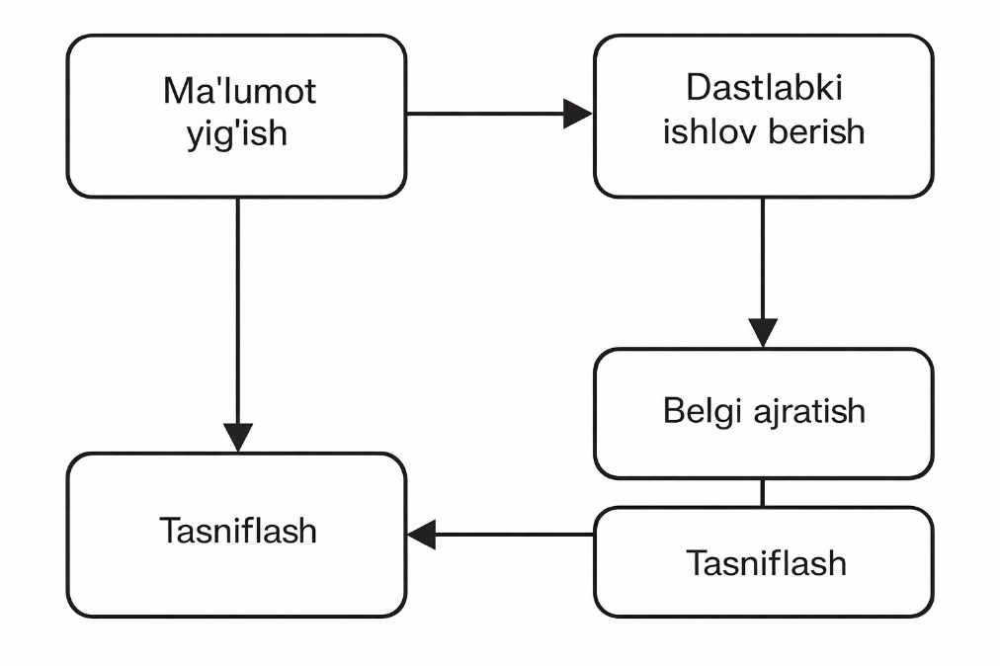 Ma'lumot
yig'ish
Dastlabki
ishlov berish
Belgi ajratish
Tasniflash
Tasniflash